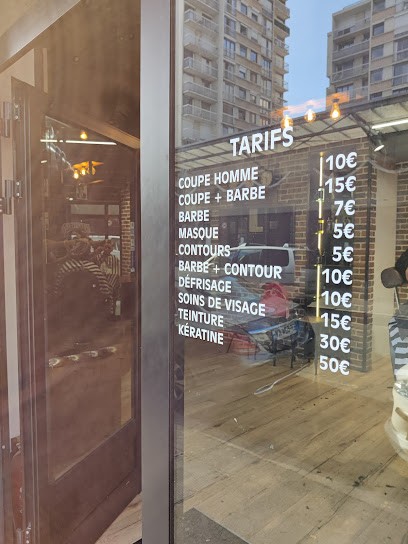 TARIFS
COUPE HOMME 10€
COUPE + BARBE 15€
BARBE 7€
MASQUE 5€
CONTOURS 5€
BARBE + CONTOUR 10€
DÉFRISAGE 10€
SOINS DE VISAGE 15€
TEINTURE 30€
KÉRATINE 50€